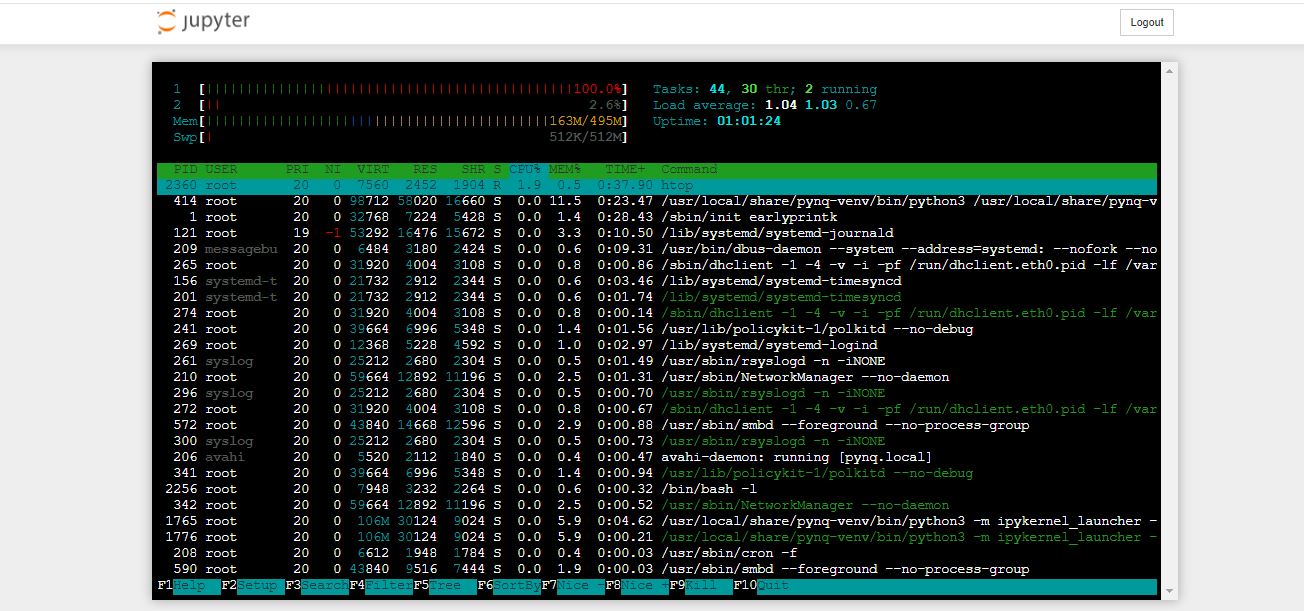 jupyter
Logout
1 [||||||||||||||||||||||||||||||||||||||||||||||100.0%] Tasks: 44, 30 thr; 2 running
2 [|| 2.6%] Load average: 1.04 1.03 0.67
Mem[|||||||||||||||||||||||||||||||||||||||||||163M/495M] Uptime: 01:01:24
Swp[| 512K/512M]
PID USER PRI NI VIRT RES SHR S CPU% MEM% TIME+ Command
2360 root 20 0 7560 2452 1904 R 1.9 0.5 0:37.90 htop
414 root 20 0 98712 58020 16660 S 0.0 11.5 0:23.47 /usr/local/share/pynq-venv/bin/python3 /usr/local/share/pynq-v
1 root 20 0 32768 7224 5428 S 0.0 1.4 0:28.43 /sbin/init earlyprintk
121 root 19 -1 53292 16476 15672 S 0.0 3.3 0:10.50 /lib/systemd/systemd-journald
209 messagebu 20 0 6484 3180 2424 S 0.0 0.6 0:09.31 /usr/bin/dbus-daemon --system --address=systemd: --nofork --no
265 root 20 0 31920 4004 3108 S 0.0 0.8 0:00.86 /sbin/dhclient -1 -4 -v -i -pf /run/dhclient.eth0.pid -lf /var
156 systemd-t 20 0 21732 2912 2344 S 0.0 0.6 0:03.46 /lib/systemd/systemd-timesyncd
201 systemd-t 20 0 21732 2912 2344 S 0.0 0.6 0:01.74 /lib/systemd/systemd-timesyncd
274 root 20 0 31920 4004 3108 S 0.0 0.8 0:00.14 /sbin/dhclient -1 -4 -v -i -pf /run/dhclient.eth0.pid -lf /var
241 root 20 0 39664 6996 5348 S 0.0 1.4 0:01.56 /usr/lib/policykit-1/polkitd --no-debug
269 root 20 0 12368 5228 4592 S 0.0 1.0 0:02.97 /lib/systemd/systemd-logind
261 syslog 20 0 25212 2680 2304 S 0.0 0.5 0:01.49 /usr/sbin/rsyslogd -n -iNONE
210 root 20 0 59664 12892 11196 S 0.0 2.5 0:01.31 /usr/sbin/NetworkManager --no-daemon
296 syslog 20 0 25212 2680 2304 S 0.0 0.5 0:00.70 /usr/sbin/rsyslogd -n -iNONE
272 root 20 0 31920 4004 3108 S 0.0 0.8 0:00.67 /sbin/dhclient -1 -4 -v -i -pf /run/dhclient.eth0.pid -lf /var
572 root 20 0 43840 14668 12596 S 0.0 2.9 0:00.88 /usr/sbin/smbd --foreground --no-process-group
300 syslog 20 0 25212 2680 2304 S 0.0 0.5 0:00.73 /usr/sbin/rsyslogd -n -iNONE
206 avahi 20 0 5520 2112 1840 S 0.0 0.4 0:00.47 avahi-daemon: running [pynq.local]
341 root 20 0 39664 6996 5348 S 0.0 1.4 0:00.94 /usr/lib/policykit-1/polkitd --no-debug
2256 root 20 0 7948 3232 2264 S 0.0 0.6 0:00.32 /bin/bash -l
342 root 20 0 59664 12892 11196 S 0.0 2.5 0:00.52 /usr/sbin/NetworkManager --no-daemon
1765 root 20 0 106M 30124 9024 S 0.0 5.9 0:04.62 /usr/local/share/pynq-venv/bin/python3 -m ipykernel_launcher -
1776 root 20 0 106M 30124 9024 S 0.0 5.9 0:00.21 /usr/local/share/pynq-venv/bin/python3 -m ipykernel_launcher -
208 root 20 0 6612 1948 1784 S 0.0 0.4 0:00.03 /usr/sbin/cron -f
590 root 20 0 43840 9516 7444 S 0.0 1.9 0:00.03 /usr/sbin/smbd --foreground --no-process-group
F1Help F2Setup F3SearchF4FilterF5Tree F6SortByF7Nice -F8Nice +F9Kill F10Quit